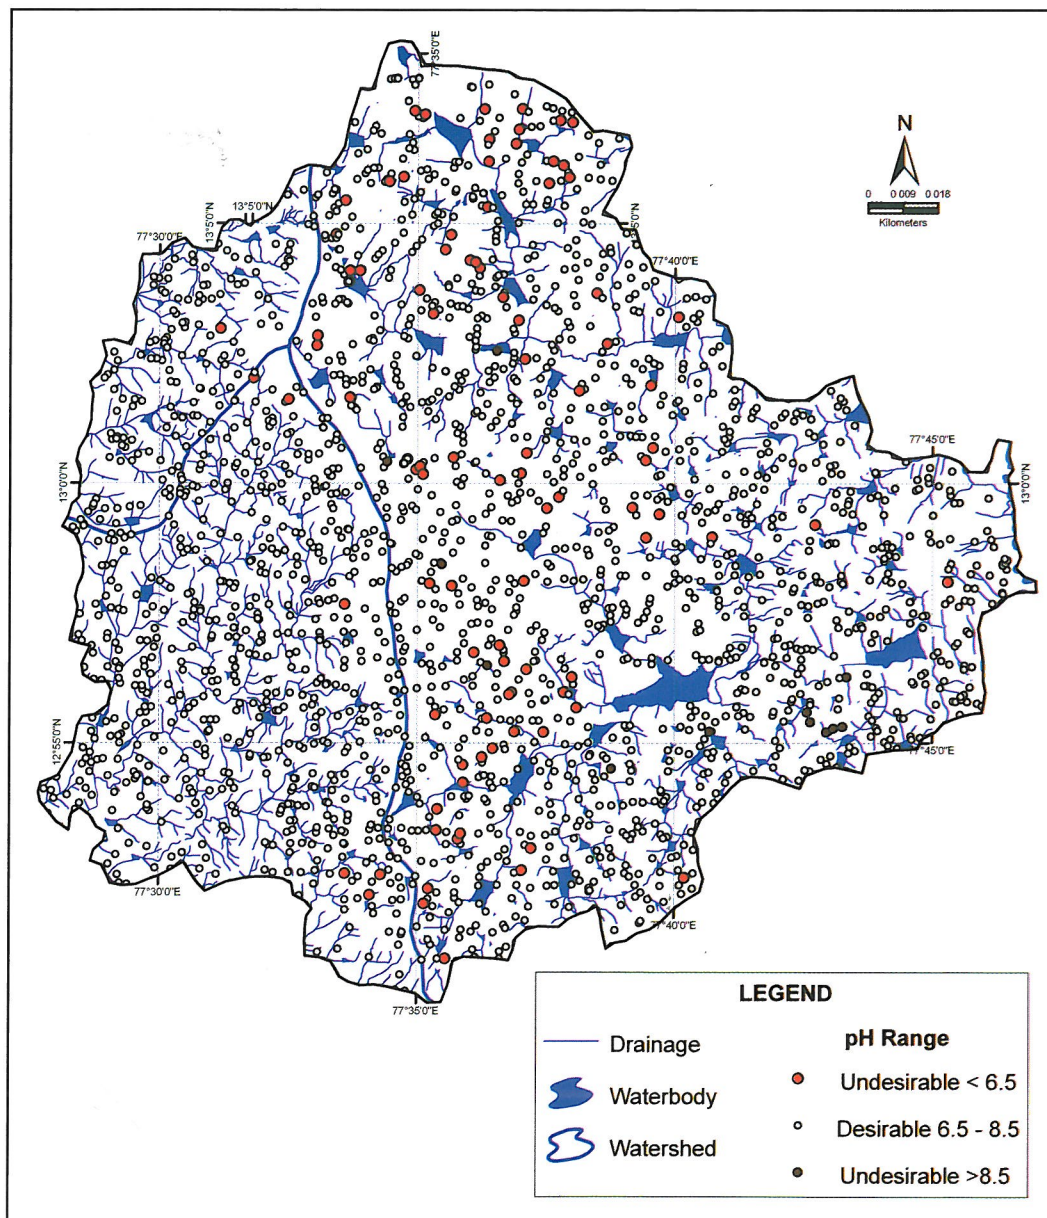 77°35'0"E
N
0 0.009 0.018
Kilometers
13°5'0"N
13°5'0"N
77°30'0"E
77°40'0"E
77°45'0"E
13°0'0"N
13°0'0"N
12°55'0"N
77°45'0"E
77°30'0"E
77°40'0"E
77°35'0"E
LEGEND
pH Range
Drainage
Undesirable < 6.5
Waterbody
Desirable 6.5 - 8.5
Watershed
Undesirable >8.5